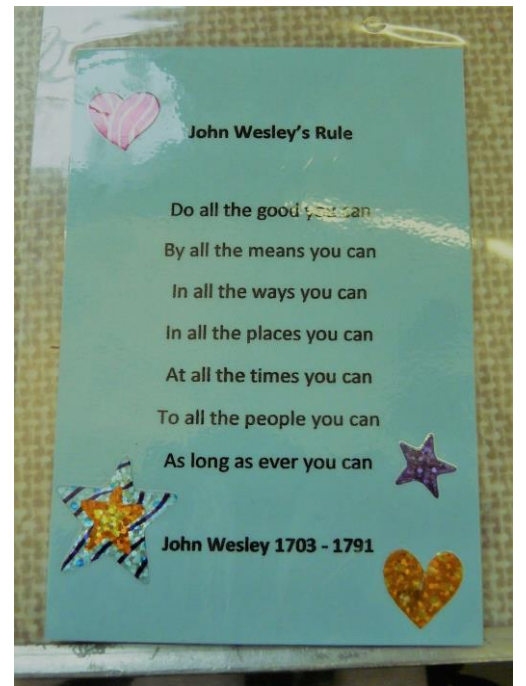 John Wesley's Rule
Do all the good you can
By all the means you can
In all the ways you can
In all the places you can
At all the times you can
To all the people you can
As long as ever you can
John Wesley 1703 - 1791